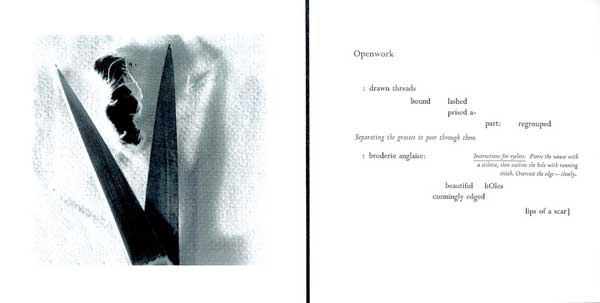 Openwork
: drawn threads
bound lashed
prised a-
part: regrouped
Separating the grasses to peer through them
: broderie anglaise: Instructions for eyelets: Pierce the weave with
a stiletto, then outline the hole with running
stitch. Overcast the edge—closely.
beautiful hOles
cunningly edged
lips of a scar]